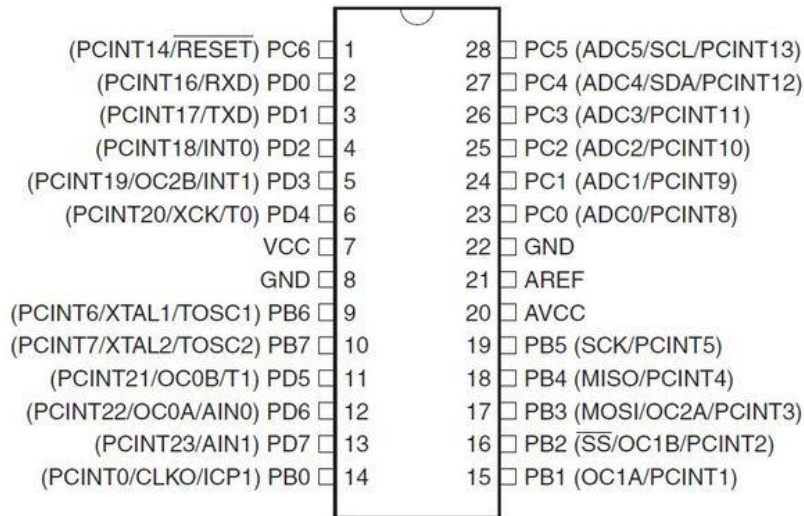 (PCINT14/RESET) PC6 1 28 PC5 (ADC5/SCL/PCINT13)
(PCINT16/RXD) PD0 2 27 PC4 (ADC4/SDA/PCINT12)
(PCINT17/TXD) PD1 3 26 PC3 (ADC3/PCINT11)
(PCINT18/INT0) PD2 4 25 PC2 (ADC2/PCINT10)
(PCINT19/OC2B/INT1) PD3 5 24 PC1 (ADC1/PCINT9)
(PCINT20/XCK/T0) PD4 6 23 PC0 (ADC0/PCINT8)
VCC 7 22 GND
GND 8 21 AREF
(PCINT6/XTAL1/TOSC1) PB6 9 20 AVCC
(PCINT7/XTAL2/TOSC2) PB7 10 19 PB5 (SCK/PCINT5)
(PCINT21/OC0B/T1) PD5 11 18 PB4 (MISO/PCINT4)
(PCINT22/OC0A/AIN0) PD6 12 17 PB3 (MOSI/OC2A/PCINT3)
(PCINT23/AIN1) PD7 13 16 PB2 (SS/OC1B/PCINT2)
(PCINT0/CLKO/ICP1) PB0 14 15 PB1 (OC1A/PCINT1)